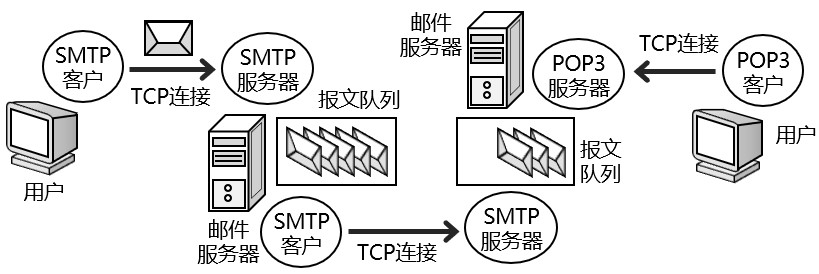 SMTP
客户
TCP连接
SMTP
服务器
用户
报文队列
邮件
服务器
SMTP
客户
TCP连接
SMTP
服务器
邮件
服务器
POP3
服务器
TCP连接
POP3
客户
报文
队列
用户